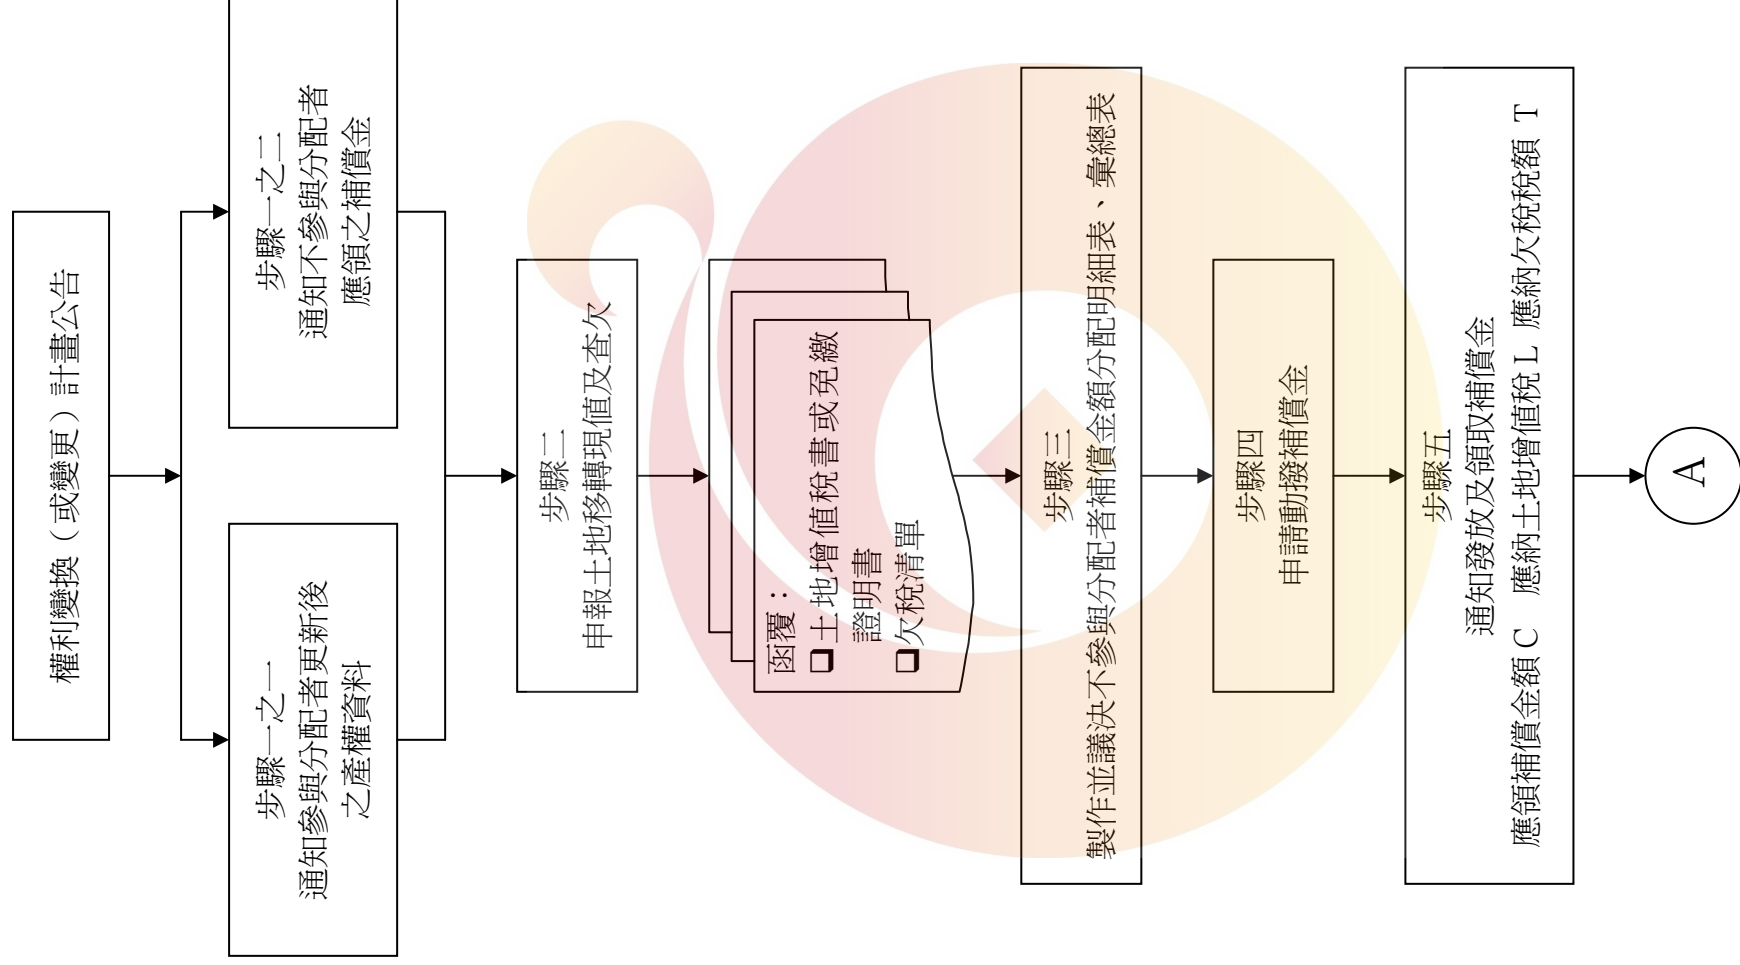 權利變換（或變更）計畫公告
步驟一之一
通知參與分配者更新後
之產權資料
步驟一之二
通知不參與分配者
應領之補償金
步驟二
申報土地移轉現值及查欠
函覆：
❑土地增值稅書或免繳
證明書
❑欠稅清單
步驟三
製作並議決不參與分配者補償金額分配明細表、彙總表
步驟四
申請動撥補償金
步驟五
通知發放及領取補償金
應領補償金額 C 應納土地增值稅 L 應納欠稅稅額 T
A